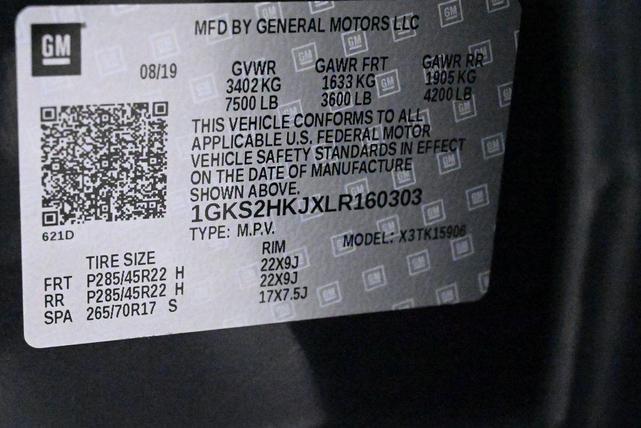 GM
MFD BY GENERAL MOTORS LLC
08/19
GVWR GAWR FRT GAWR RR
3402 KG 1633 KG 1905 KG
7500 LB 3600 LB 4200 LB
THIS VEHICLE CONFORMS TO ALL
APPLICABLE U.S. FEDERAL MOTOR
VEHICLE SAFETY STANDARDS IN EFFECT
ON THE DATE OF MANUFACTURE
SHOWN ABOVE.
1GKS2HKJXLR160303
621D
TYPE: M.P.V. MODEL: X3TK15906
TIRE SIZE RIM
FRT P285/45R22 H 22X9J
RR P285/45R22 H 22X9J
SPA 265/70R17 S 17X7.5J